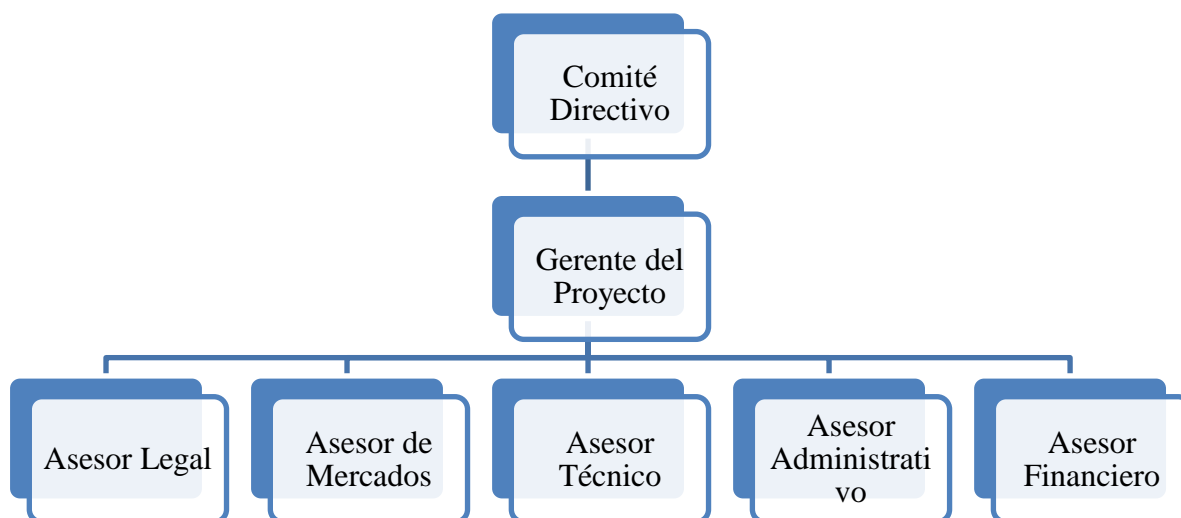 Comité
Directivo
Gerente del
Proyecto
Asesor Legal
Asesor de
Mercados
Asesor
Técnico
Asesor
Administrati
vo
Asesor
Financiero